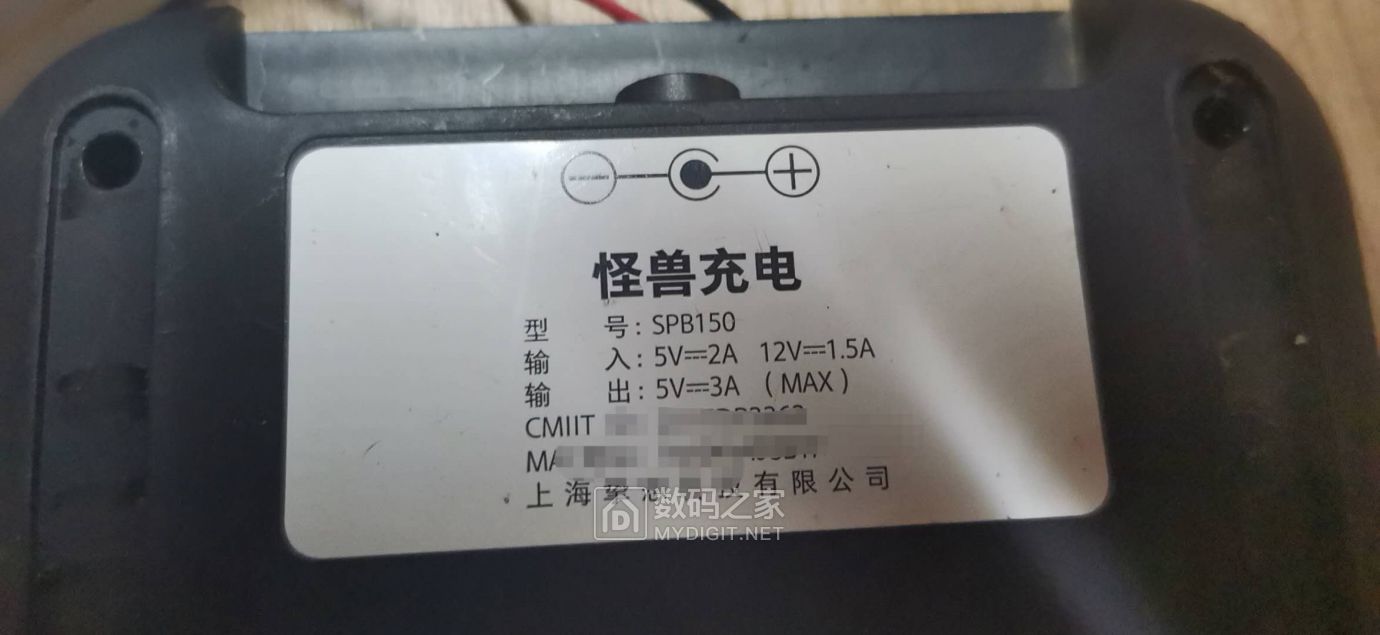 怪兽充电
型 号: SPB150
输 入: 5V⎓2A 12V⎓1.5A
输 出: 5V⎓3A (MAX)
CMIIT
上海 有限公司
数码之家
MYDIGIT.NET